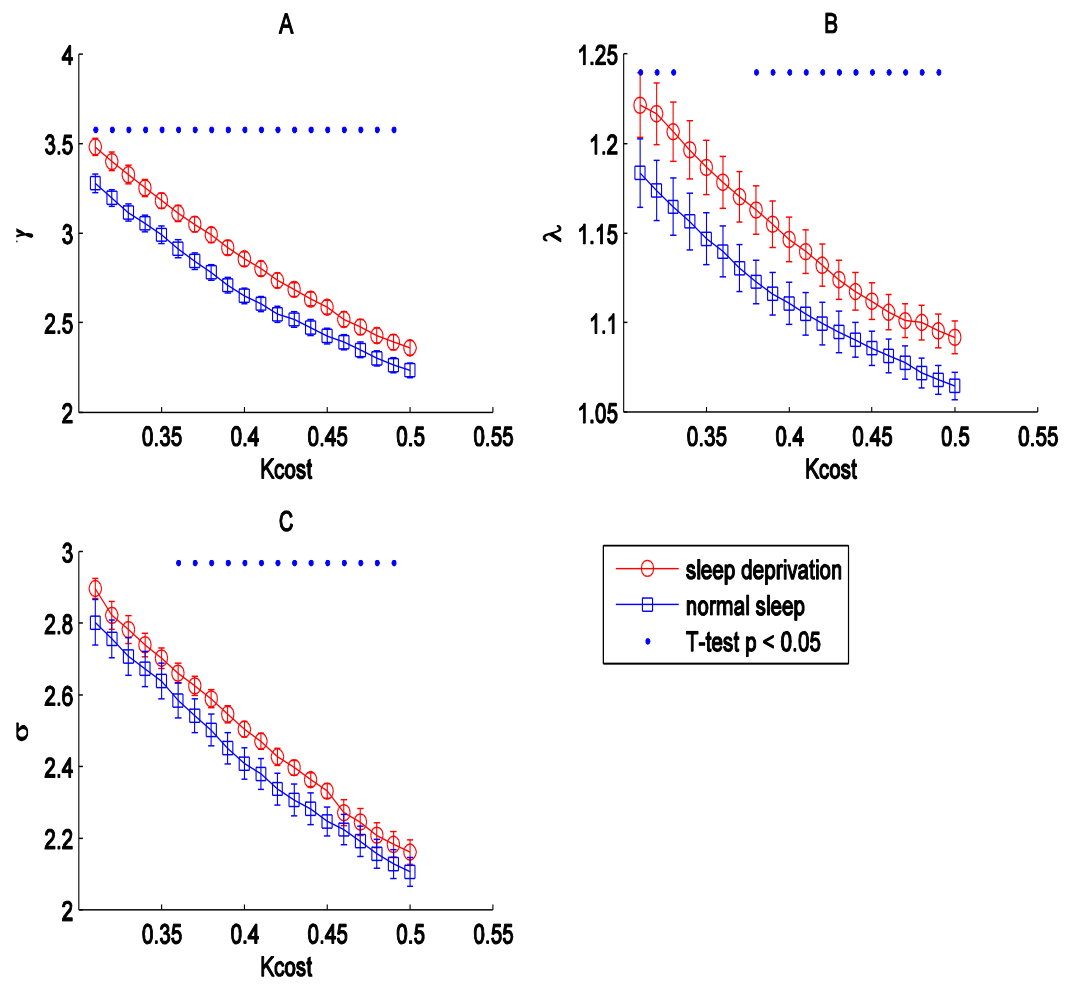 A
4
3.5
3
2.5
2
γ
0.35 0.4 0.45 0.5 0.55
Kcost
B
1.25
1.2
1.15
1.1
1.05
λ
0.35 0.4 0.45 0.5 0.55
Kcost
C
3
2.8
2.6
2.4
2.2
2
σ
0.35 0.4 0.45 0.5 0.55
Kcost
sleep deprivation
normal sleep
T-test p < 0.05